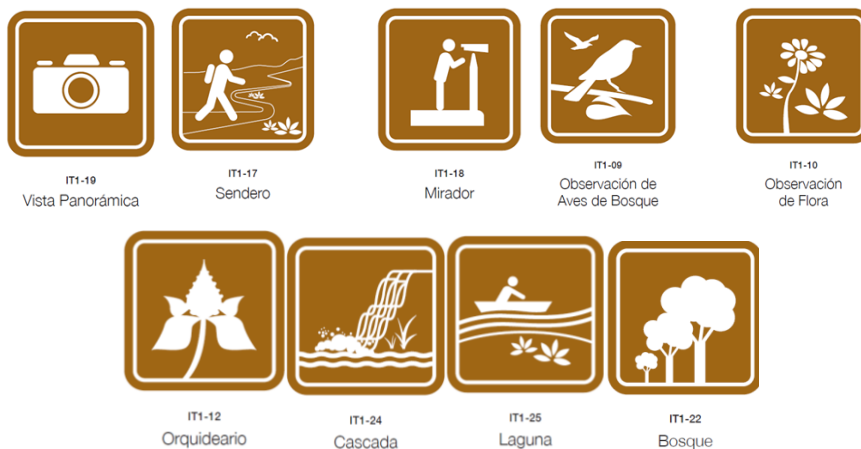 IT1-19
Vista Panorámica
IT1-17
Sendero
IT1-18
Mirador
IT1-09
Observación de
Aves de Bosque
IT1-10
Observación
de Flora
IT1-12
Orquideario
IT1-24
Cascada
IT1-25
Laguna
IT1-22
Bosque